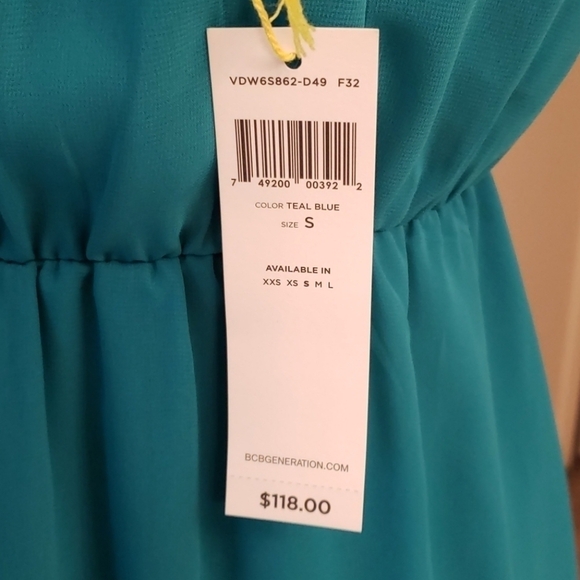 VDW6S862-D49 F32
7 49200 00392 2
COLOR TEAL BLUE
SIZE S
AVAILABLE IN
XXS XS S M L
BCBGENERATION.COM
$118.00